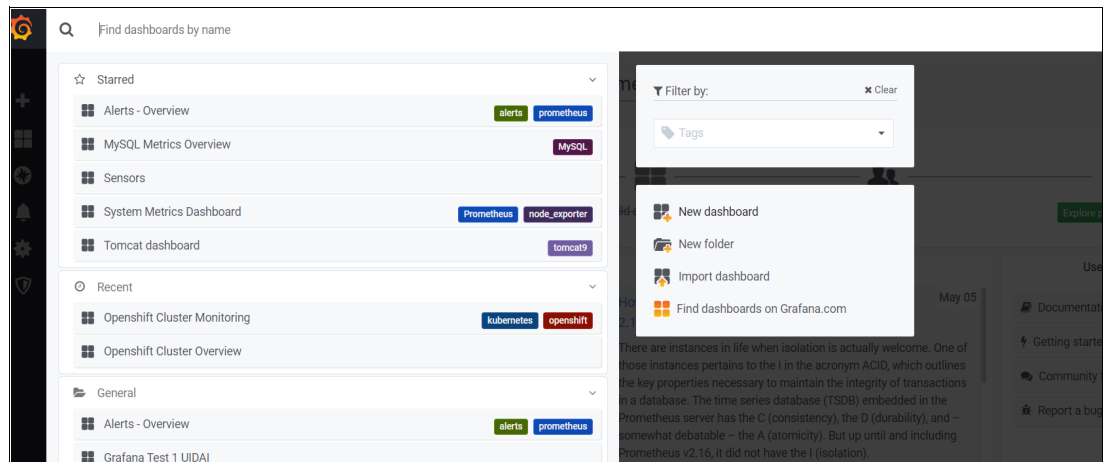 Find dashboards by name
Starred
Alerts - Overview
alerts prometheus
MySQL Metrics Overview
MySQL
Sensors
System Metrics Dashboard
Prometheus node_exporter
Tomcat dashboard
tomcat9
Recent
Openshift Cluster Monitoring
kubernetes openshift
Openshift Cluster Overview
General
Alerts - Overview
alerts prometheus
Grafana Test 1 UIDAI
Filter by:
Clear
Tags
New dashboard
New folder
Import dashboard
Find dashboards on Grafana.com
Explore
May 05
There are instances in life when isolation is actually welcome. One of
those instances pertains to the I in the acronym ACID, which outlines
the key properties necessary to maintain the integrity of transactions
in a database. The time series database (TSDB) embedded in the
Prometheus server has the C (consistency), the D (durability), and –
somewhat debatable – the A (atomicity). But up until and including
Prometheus v2.16, it did not have the I (isolation).
Use
Documentati
Getting starte
Community
Report a bug